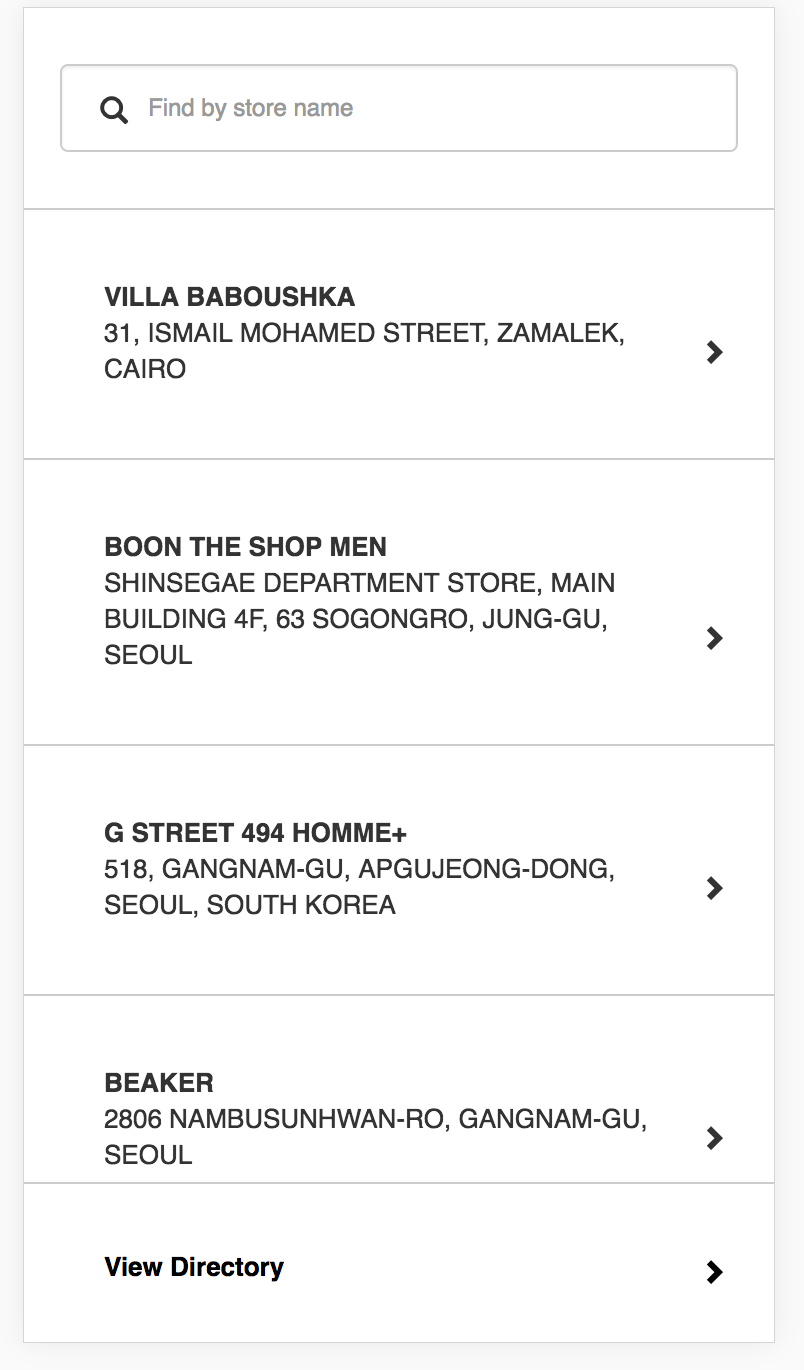 Find by store name
VILLA BABOUSHKA
31, ISMAIL MOHAMED STREET, ZAMALEK,
CAIRO
BOON THE SHOP MEN
SHINSEGAE DEPARTMENT STORE, MAIN
BUILDING 4F, 63 SOGONGRO, JUNG-GU,
SEOUL
G STREET 494 HOMME+
518, GANGNAM-GU, APGUJEONG-DONG,
SEOUL, SOUTH KOREA
BEAKER
2806 NAMBUSUNHWAN-RO, GANGNAM-GU,
SEOUL
View Directory